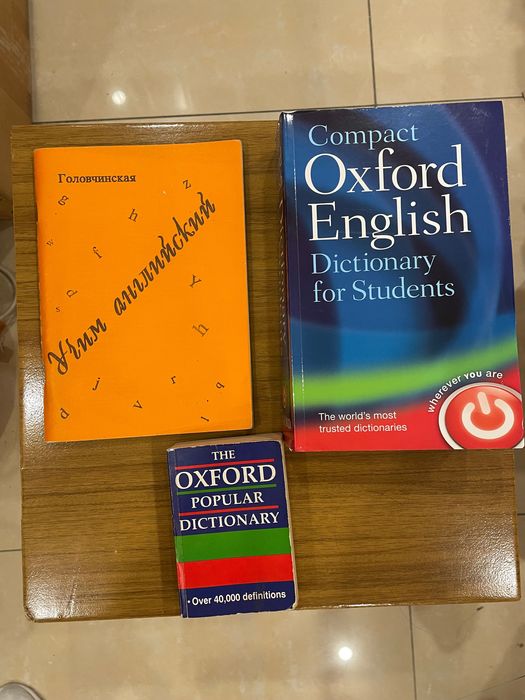 Головчинская
Учим английский
z
h
w
f
y
p
s
h
d
j
v
r
i
q
Compact
Oxford
English
Dictionary
for Students
wherever YOU are
The world's most
trusted dictionaries
THE
OXFORD
POPULAR
DICTIONARY
• Over 40,000 definitions